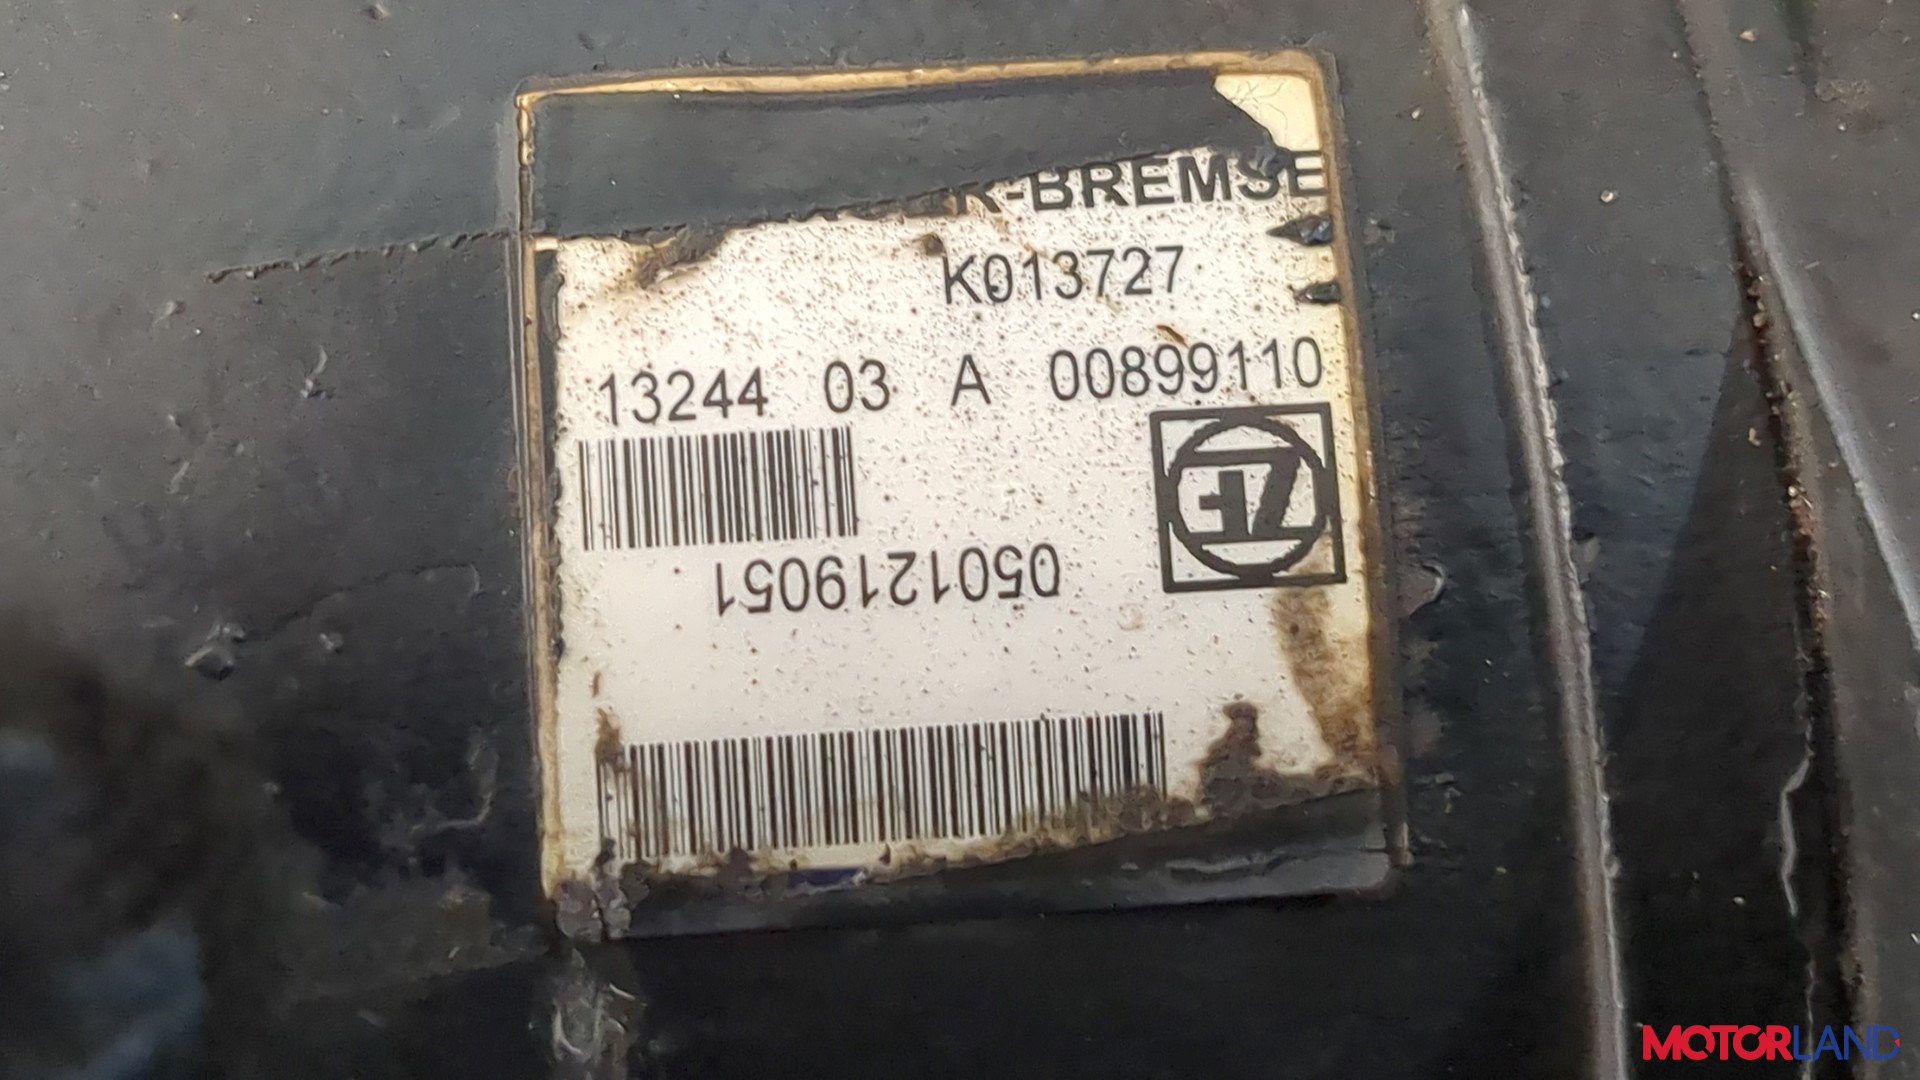 R-BREMSE
K013727
13244 03 A 00899110
ZF
0501219051
MOTORLAND